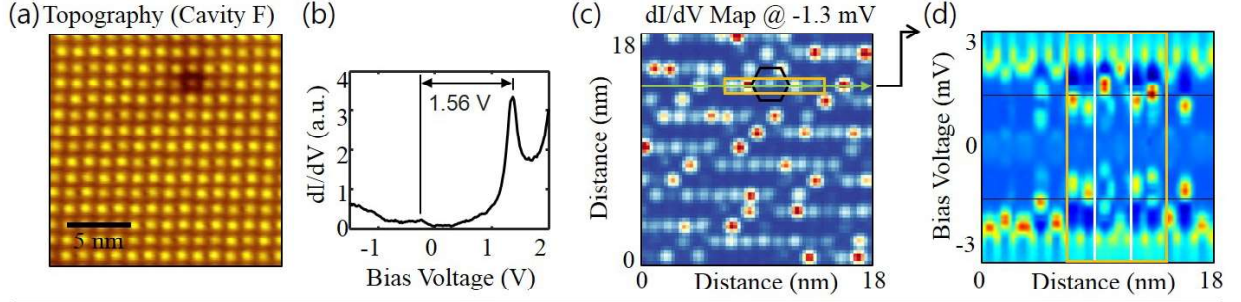 (a) Topography (Cavity F)
5 nm
(b)
dI/dV (a.u.)
4
3
2
1
0
1.56 V
-1 0 1 2
Bias Voltage (V)
(c) dI/dV Map @ -1.3 mV
18
Distance (nm)
0
0 18
Distance (nm)
(d)
Bias Voltage (mV)
3
0
-3
0 18
Distance (nm)